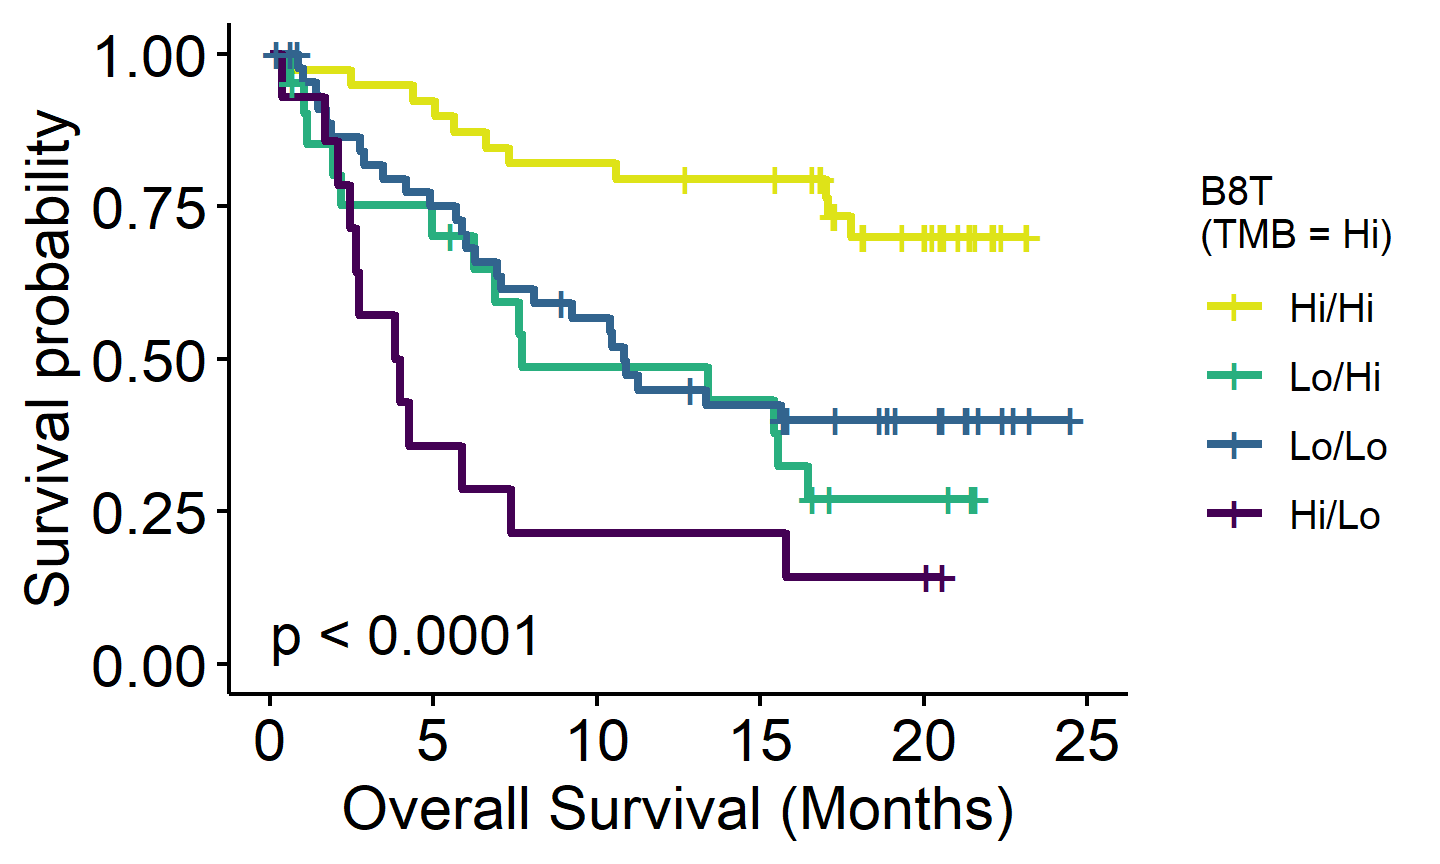 Survival probability
1.00
0.75
0.50
0.25
0.00
p < 0.0001
0 5 10 15 20 25
Overall Survival (Months)
B8T
(TMB = Hi)
Hi/Hi
Lo/Hi
Lo/Lo
Hi/Lo